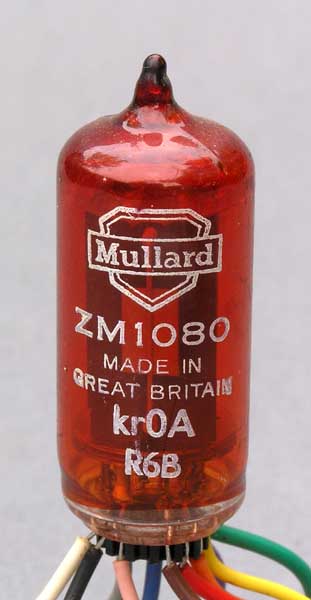 Mullard
ZM1080
MADE IN
GREAT BRITAIN
kr0A
R6B